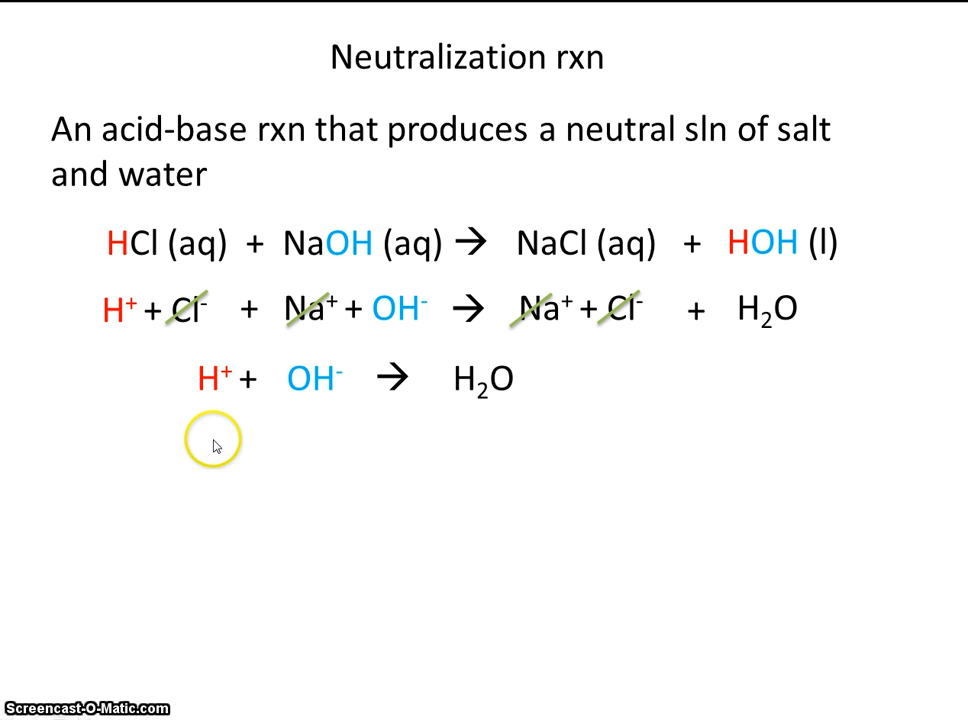 Neutralization rxn
An acid-base rxn that produces a neutral sln of salt
and water
HCl (aq) + NaOH (aq) → NaCl (aq) + HOH (l)
H⁺ + Cl⁻ + Na⁺ + OH⁻ → Na⁺ + Cl⁻ + H₂O
H⁺ + OH⁻ → H₂O
Screencast-O-Matic.com